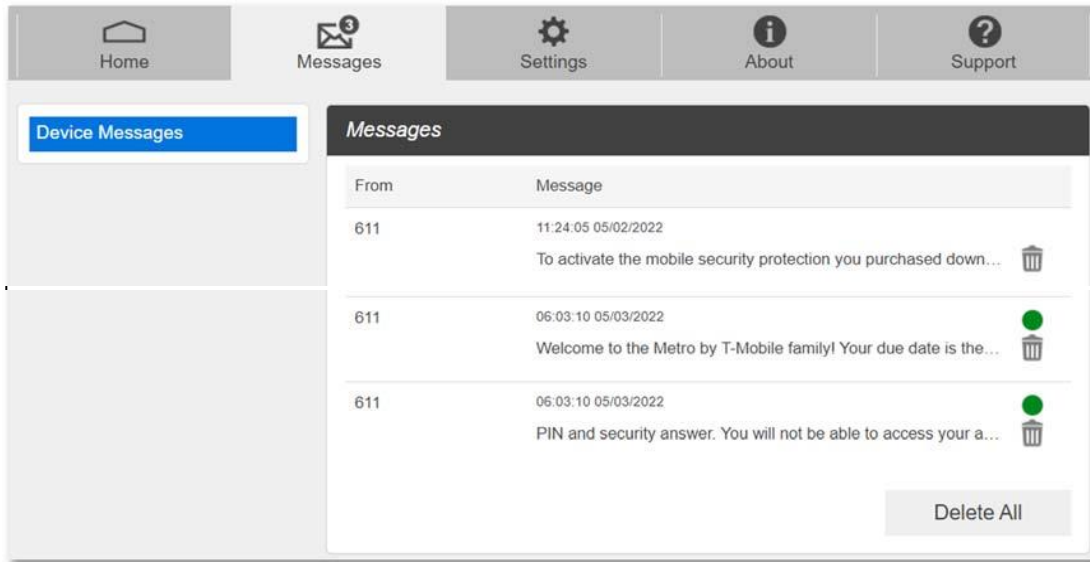 3
Home
Messages
Settings
About
Support
Device Messages
Messages
From Message
611 11:24:05 05/02/2022
To activate the mobile security protection you purchased down…
611 06:03:10 05/03/2022
Welcome to the Metro by T-Mobile family! Your due date is the…
611 06:03:10 05/03/2022
PIN and security answer. You will not be able to access your a…
Delete All